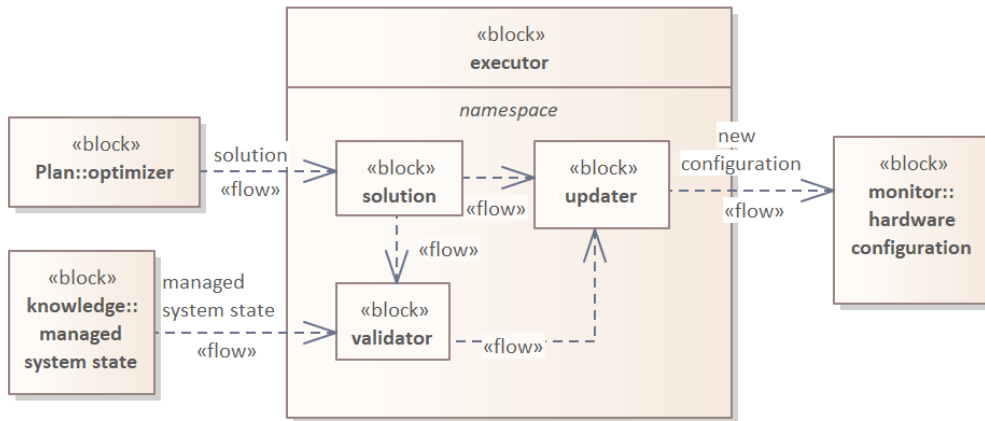 «block»
executor
namespace
«block»
Plan::optimizer
solution
«flow»
«block»
solution
«flow»
«block»
updater
new
configuration
«flow»
«block»
monitor::
hardware
configuration
«flow»
«block»
knowledge::
managed
system state
managed
system state
«flow»
«block»
validator
«flow»